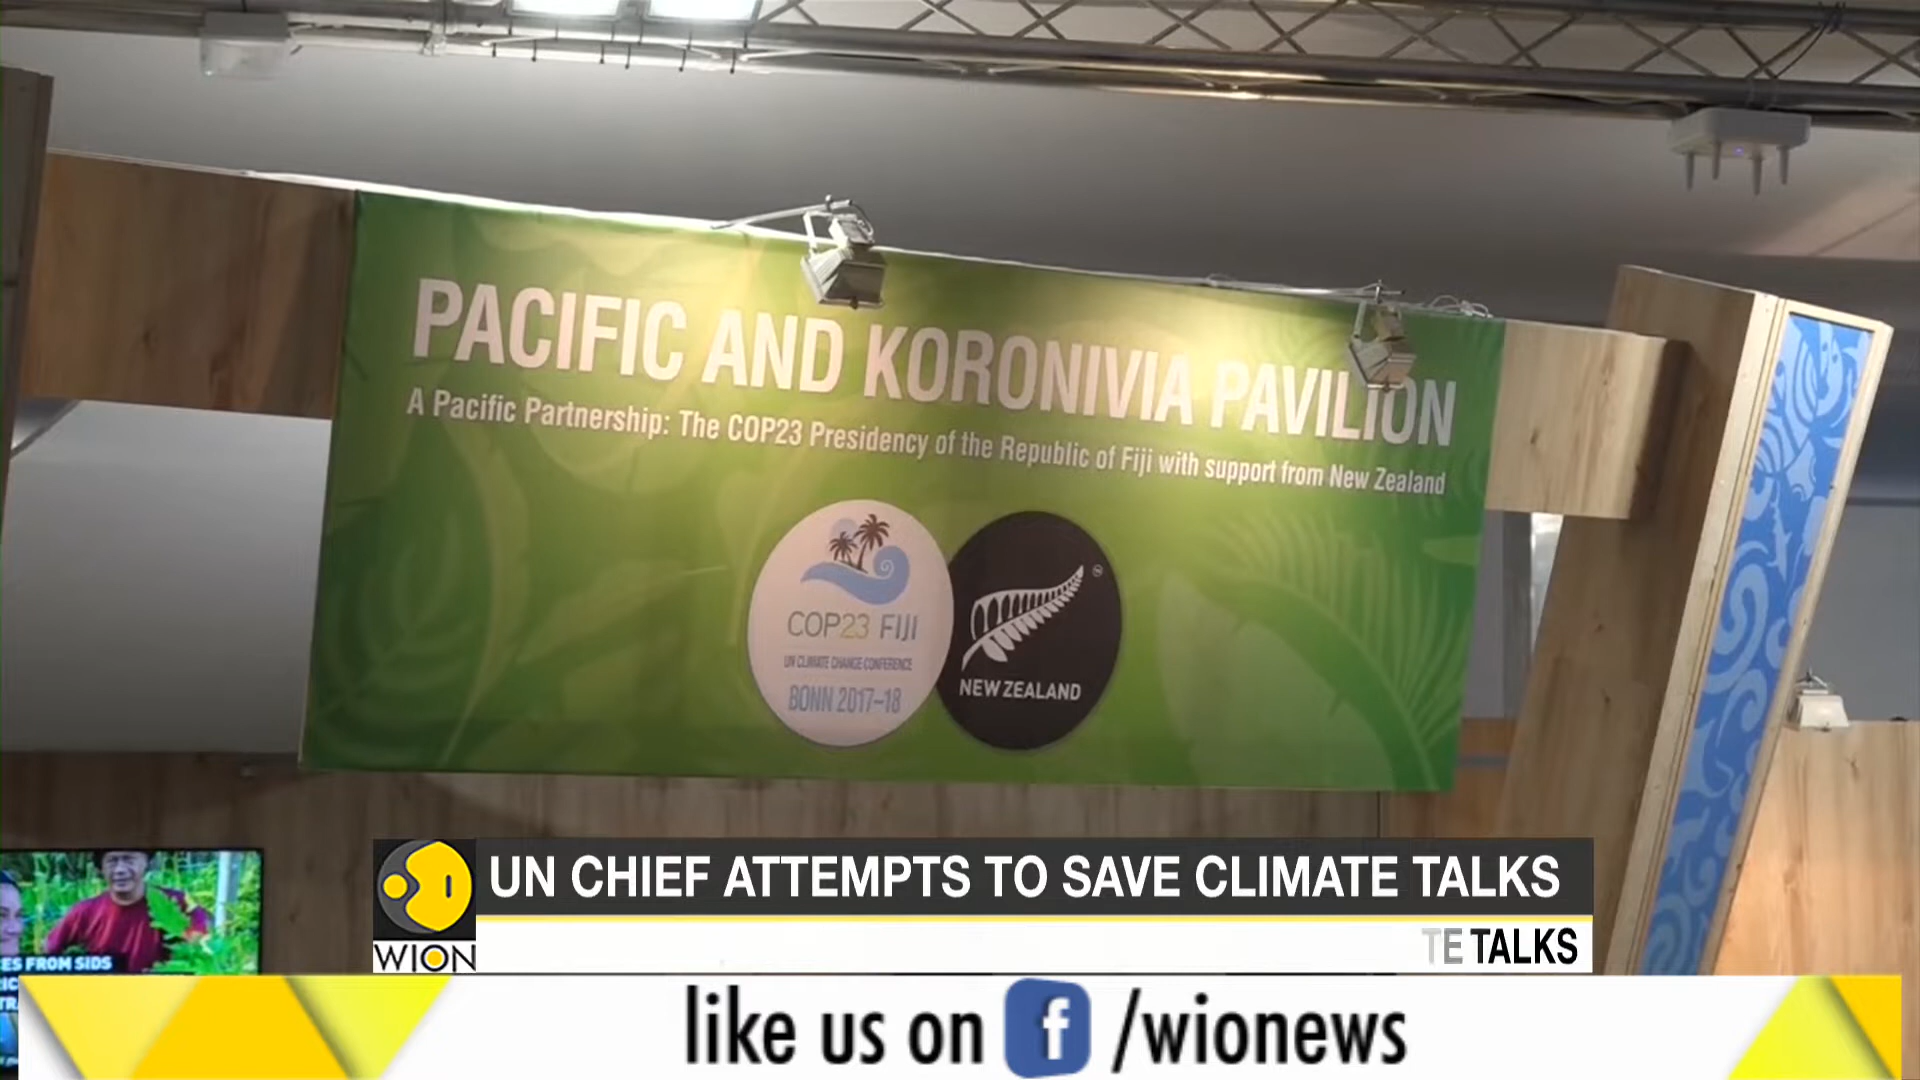 PACIFIC AND KORONIVIA PAVILION
A Pacific Partnership: The COP23 Presidency of the Republic of Fiji with support from New Zealand
COP23 FIJI
UN CLIMATE CHANGE CONFERENCE
BONN 2017-18
NEW ZEALAND
UN CHIEF ATTEMPTS TO SAVE CLIMATE TALKS
TE TALKS
WION
ES FROM SIDS
like us on f /wionews